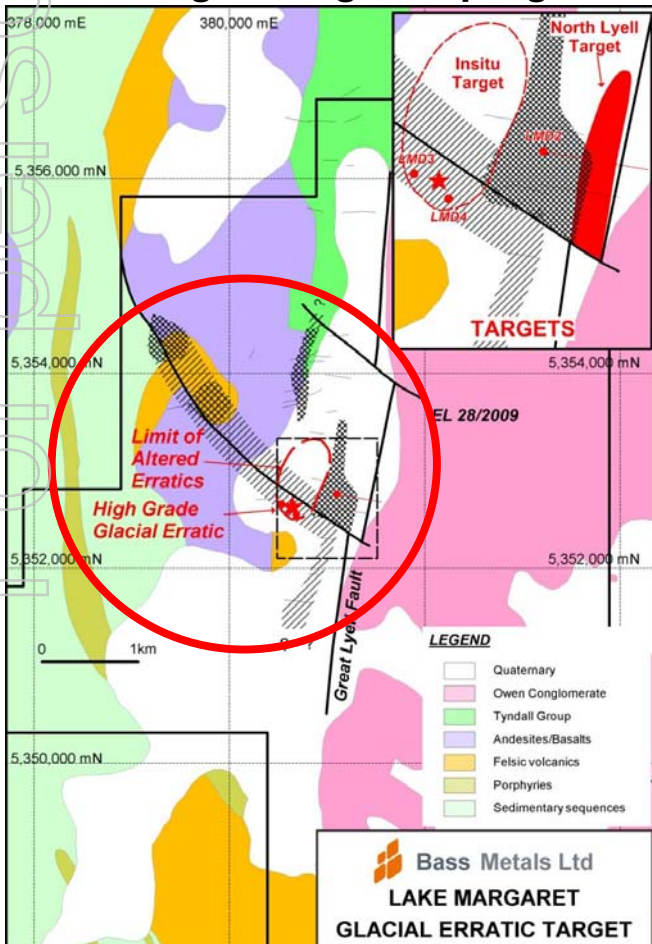 378,000 mE
380,000 mE
North Lyell
Target
Insitu
Target
LMD2
LMD3
LMD4
TARGETS
5,356,000 mN
?
5,354,000 mN
5,354,000 mN
EL 28/2009
Limit of
Altered
Erratics
High Grade
Glacial Erratic
5,352,000 mN
5,352,000 mN
Great Lyell Fault
?
0
1km
LEGEND
Quaternary
Owen Conglomerate
Tyndall Group
Andesites/Basalts
Felsic volcanics
Porphyries
Sedimentary sequences
5,350,000 mN
Bass Metals Ltd
LAKE MARGARET
GLACIAL ERRATIC TARGET